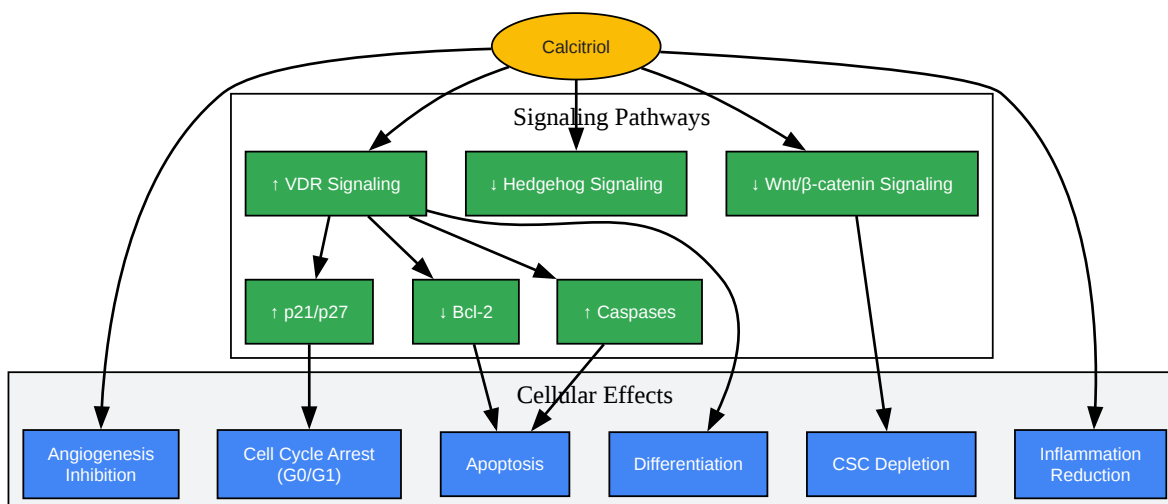 Calcitriol
Signaling Pathways
↑ VDR Signaling
↓ Hedgehog Signaling
↓ Wnt/β-catenin Signaling
↑ p21/p27
↓ Bcl-2
↑ Caspases
Cellular Effects
Angiogenesis
Inhibition
Cell Cycle Arrest
(G0/G1)
Apoptosis
Differentiation
CSC Depletion
Inflammation
Reduction